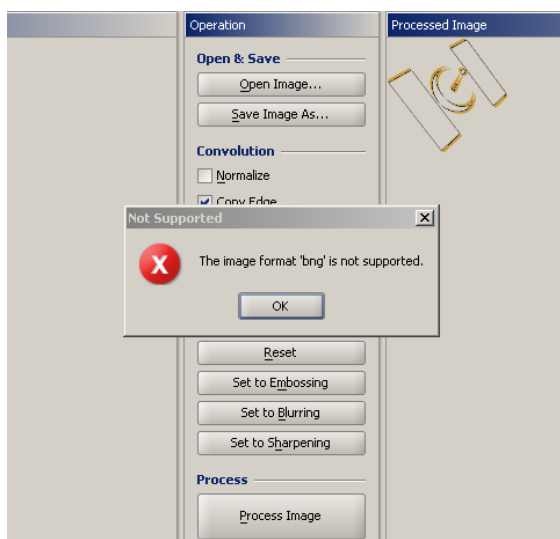 Operation
Processed Image
Open & Save
Open Image...
Save Image As...
Convolution
Normalize
Copy Edge
Not Supported
The image format 'bng' is not supported.
OK
Reset
Set to Embossing
Set to Blurring
Set to Sharpening
Process
Process Image